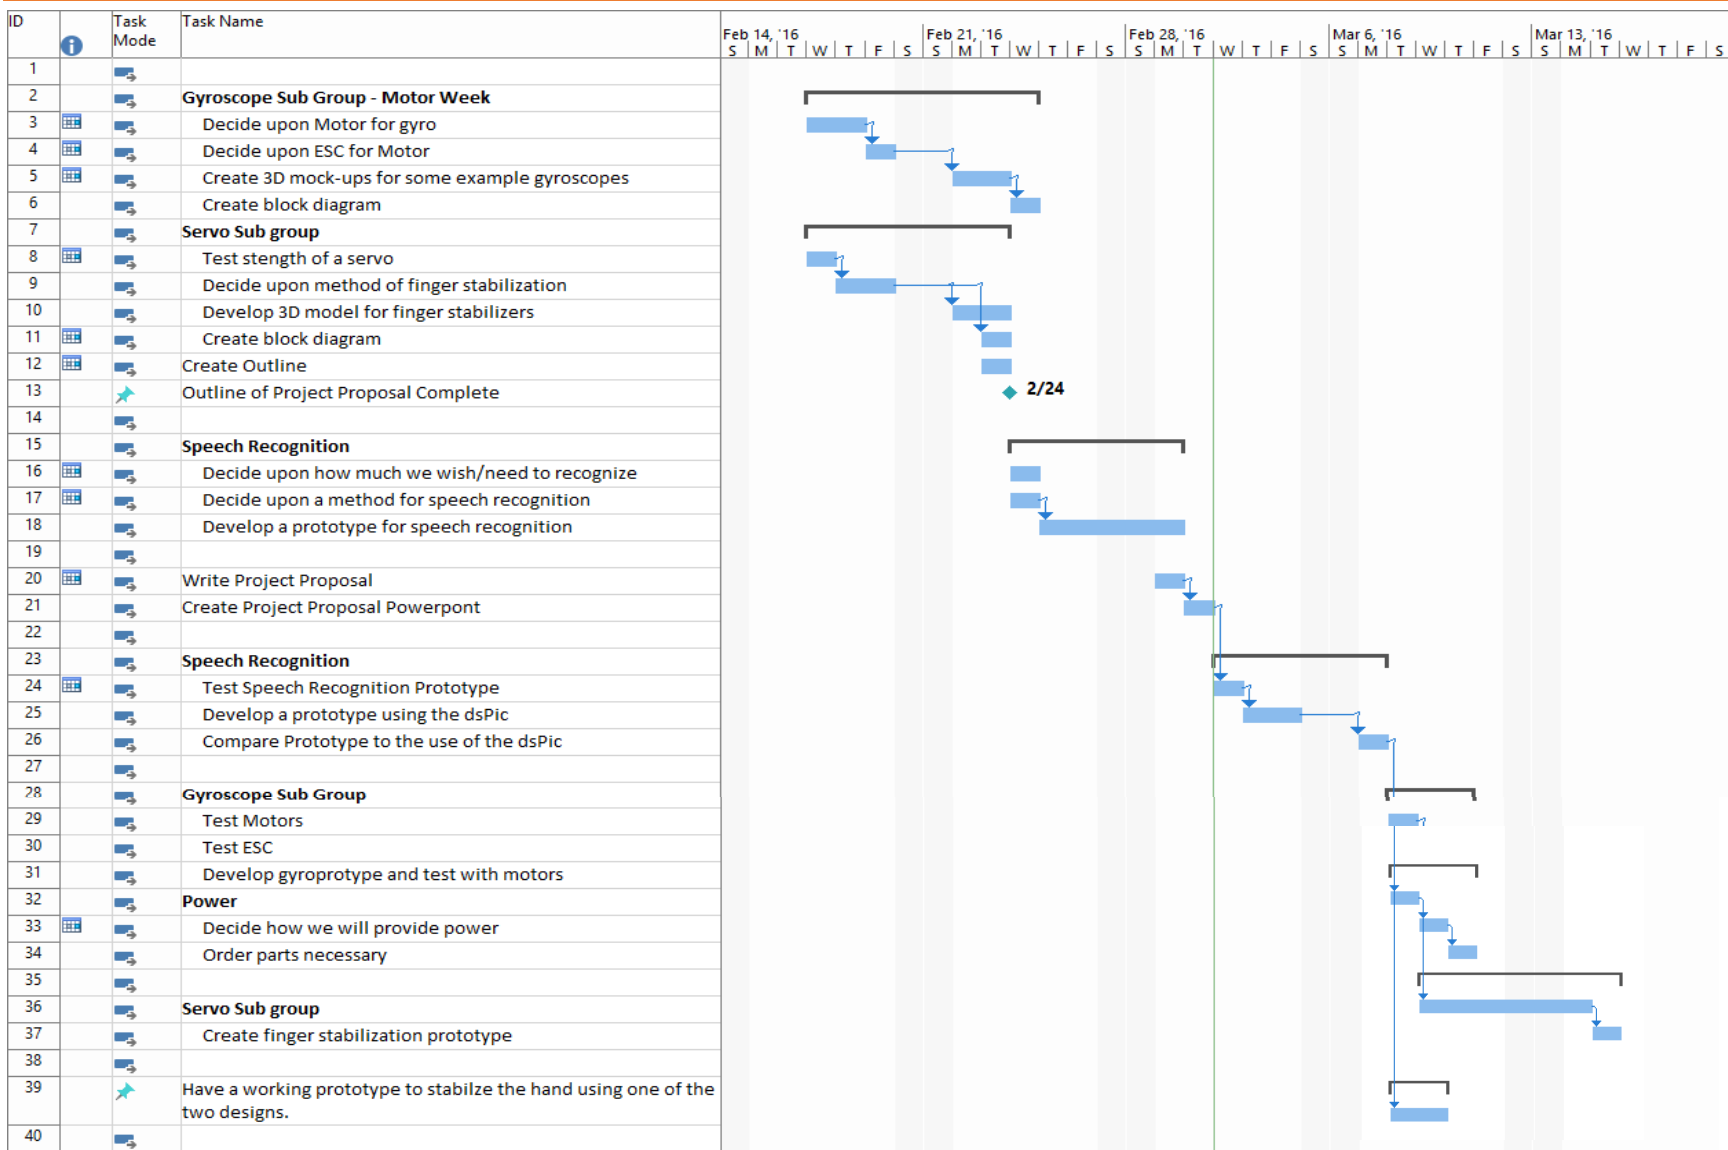 ID Task Mode Task Name
Feb 14, '16 Feb 21, '16 Feb 28, '16 Mar 6, '16 Mar 13, '16
S M T W T F S S M T W T F S S M T W T F S S M T W T F S S M T W T F S
1
2 Gyroscope Sub Group - Motor Week
3 Decide upon Motor for gyro
4 Decide upon ESC for Motor
5 Create 3D mock-ups for some example gyroscopes
6 Create block diagram
7 Servo Sub group
8 Test stength of a servo
9 Decide upon method of finger stabilization
10 Develop 3D model for finger stabilizers
11 Create block diagram
12 Create Outline
13 Outline of Project Proposal Complete 2/24
14
15 Speech Recognition
16 Decide upon how much we wish/need to recognize
17 Decide upon a method for speech recognition
18 Develop a prototype for speech recognition
19
20 Write Project Proposal
21 Create Project Proposal Powerpont
22
23 Speech Recognition
24 Test Speech Recognition Prototype
25 Develop a prototype using the dsPic
26 Compare Prototype to the use of the dsPic
27
28 Gyroscope Sub Group
29 Test Motors
30 Test ESC
31 Develop gyroprotype and test with motors
32 Power
33 Decide how we will provide power
34 Order parts necessary
35
36 Servo Sub group
37 Create finger stabilization prototype
38
39 Have a working prototype to stabilze the hand using one of the
two designs.
40